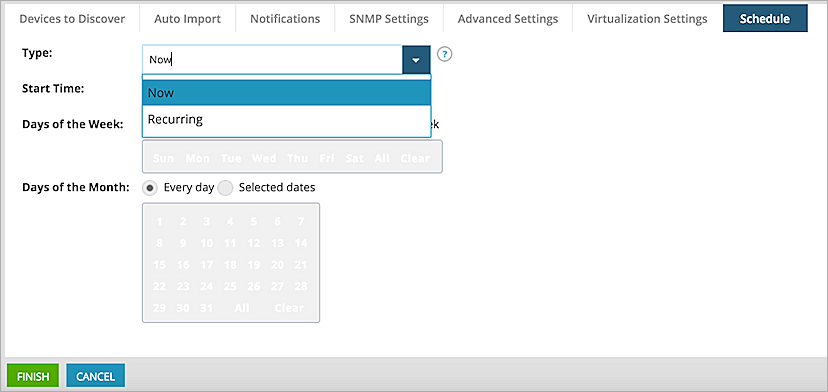 Devices to Discover Auto Import Notifications SNMP Settings Advanced Settings Virtualization Settings Schedule
Type: Now ?
Start Time: Now
Recurring
Days of the Week:
Sun Mon Tue Wed Thu Fri Sat All Clear
Days of the Month: Every day Selected dates
1 2 3 4 5 6 7
8 9 10 11 12 13 14
15 16 17 18 19 20 21
22 23 24 25 26 27 28
29 30 31 All Clear
FINISH CANCEL